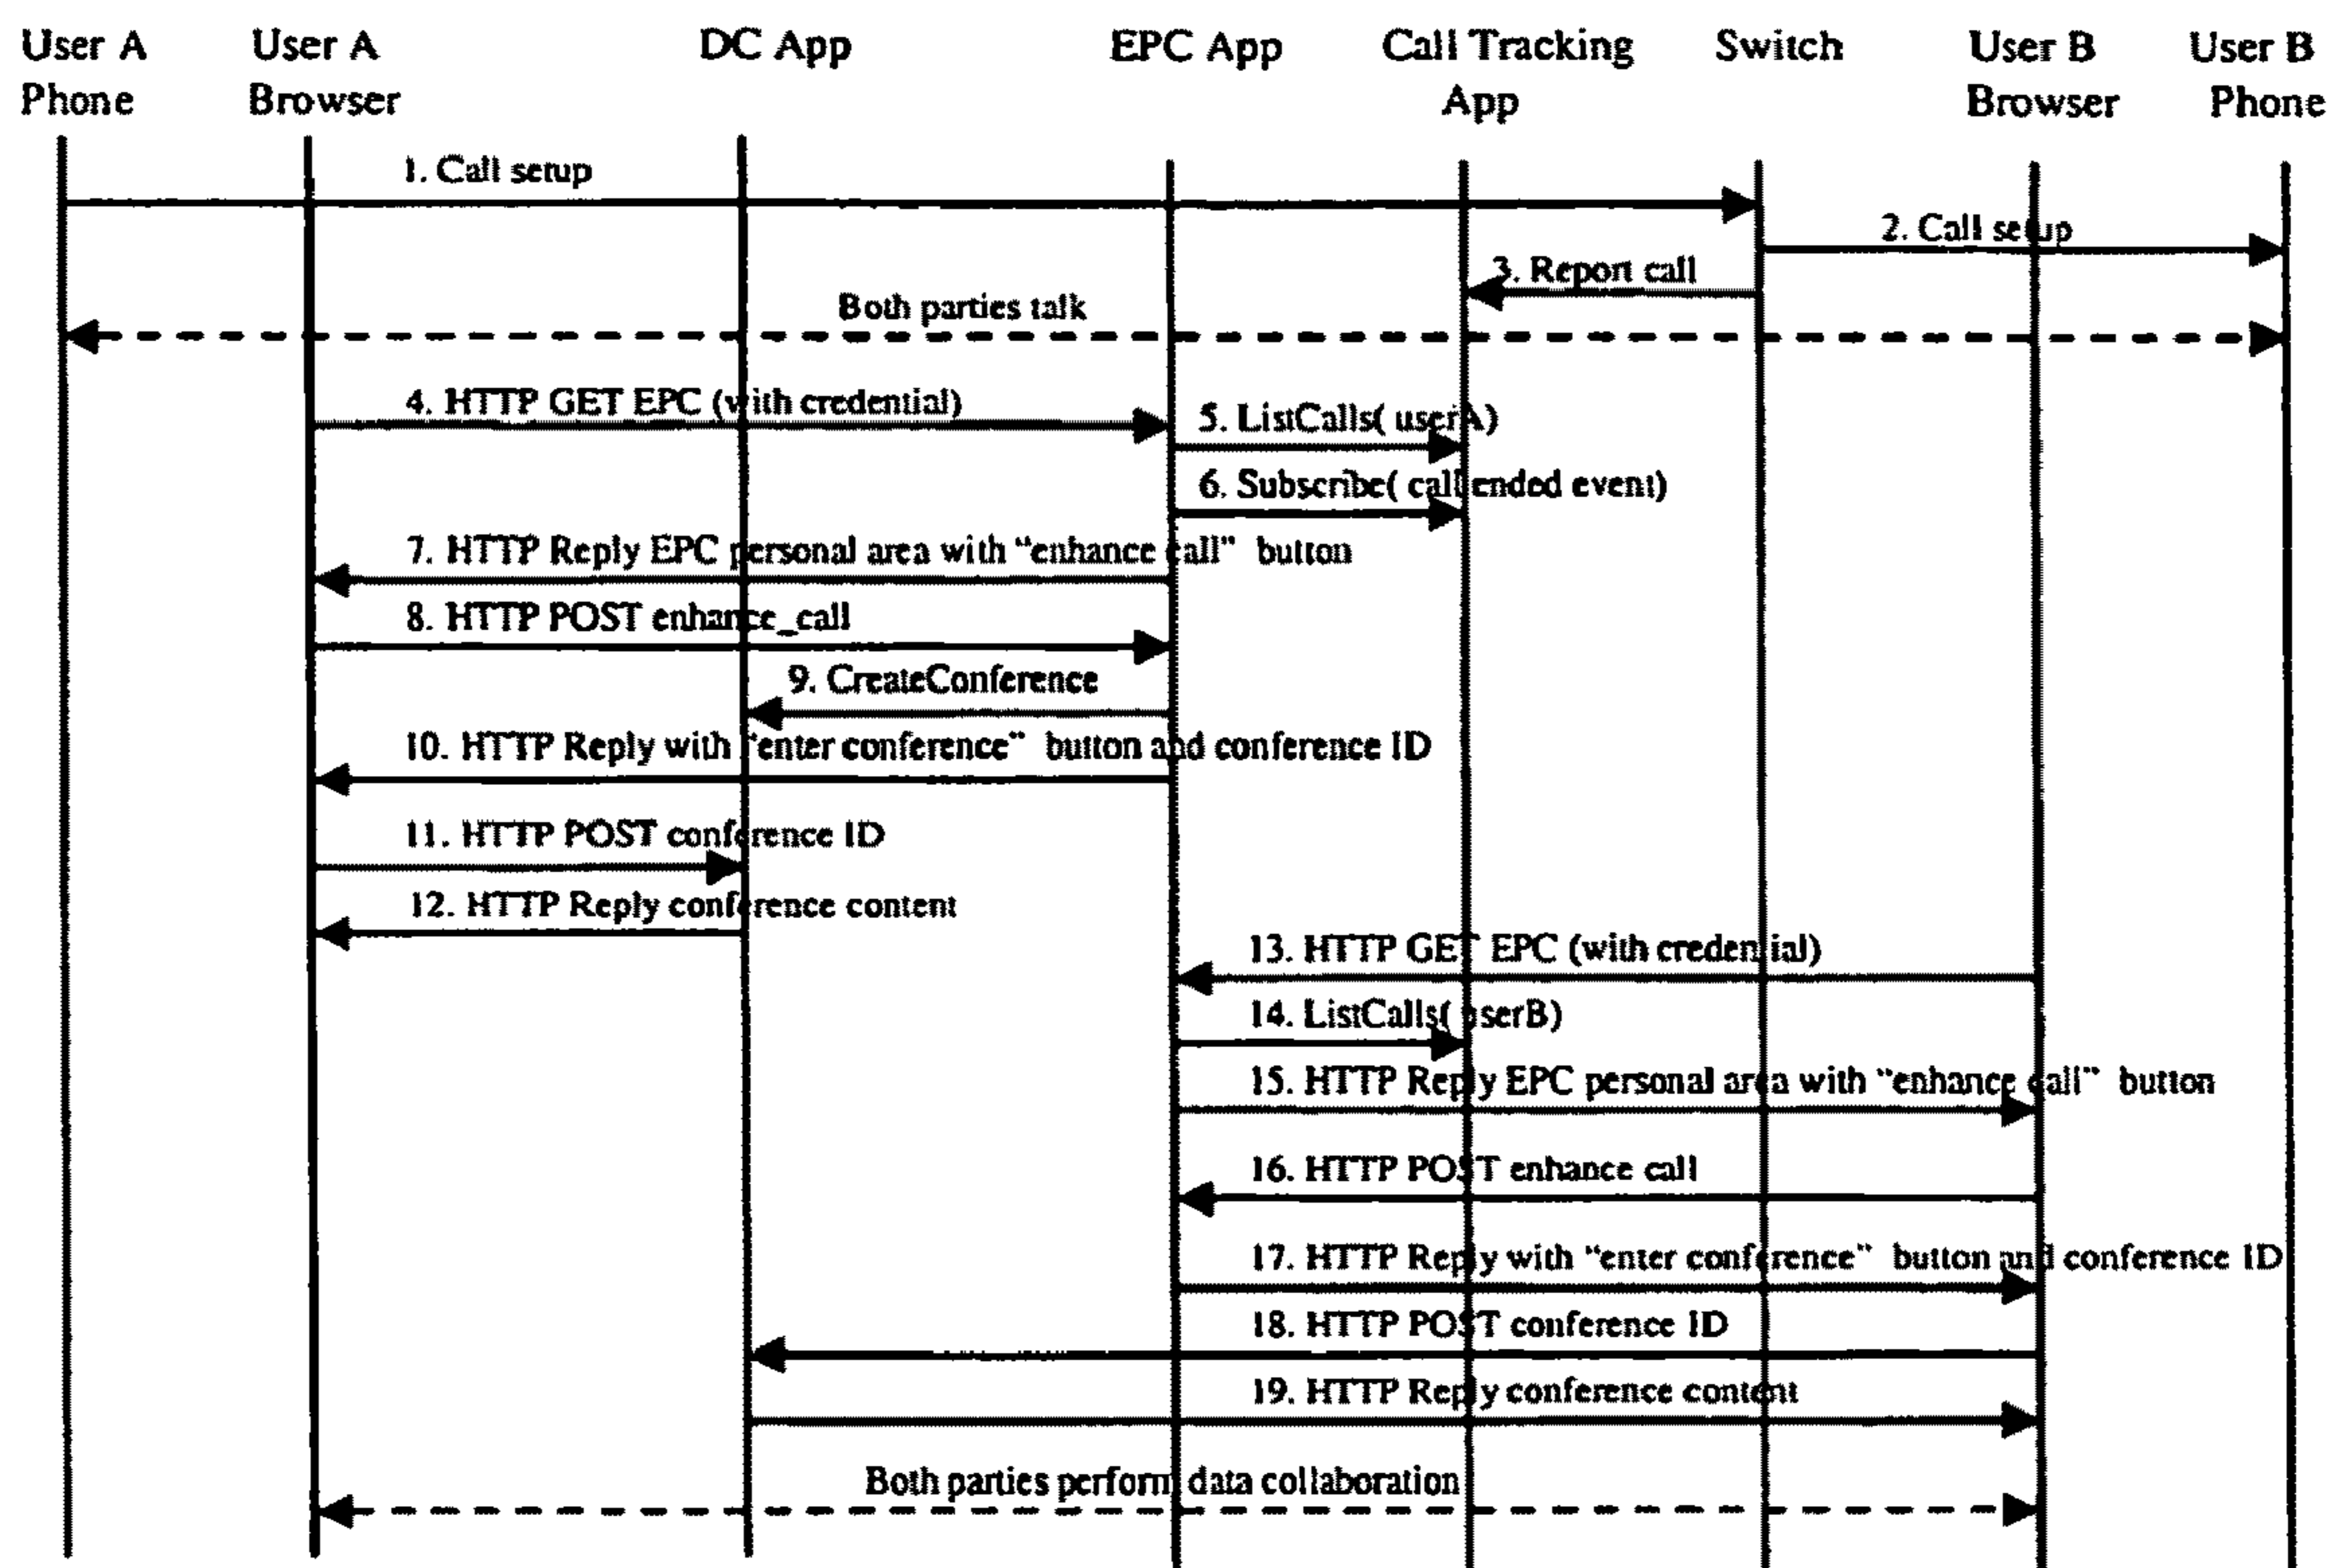 User A Phone
User A Browser
DC App
EPC App
Call Tracking App
Switch
User B Browser
User B Phone
1. Call setup
2. Call setup
3. Report call
Both parties talk
4. HTTP GET EPC (with credential)
5. ListCalls( userA)
6. Subscribe( call ended event)
7. HTTP Reply EPC personal area with “enhance call” button
8. HTTP POST enhance_call
9. CreateConference
10. HTTP Reply with “enter conference” button and conference ID
11. HTTP POST conference ID
12. HTTP Reply conference content
13. HTTP GET EPC (with credential)
14. ListCalls( userB)
15. HTTP Reply EPC personal area with “enhance call” button
16. HTTP POST enhance call
17. HTTP Reply with “enter conference” button and conference ID
18. HTTP POST conference ID
19. HTTP Reply conference content
Both parties perform data collaboration